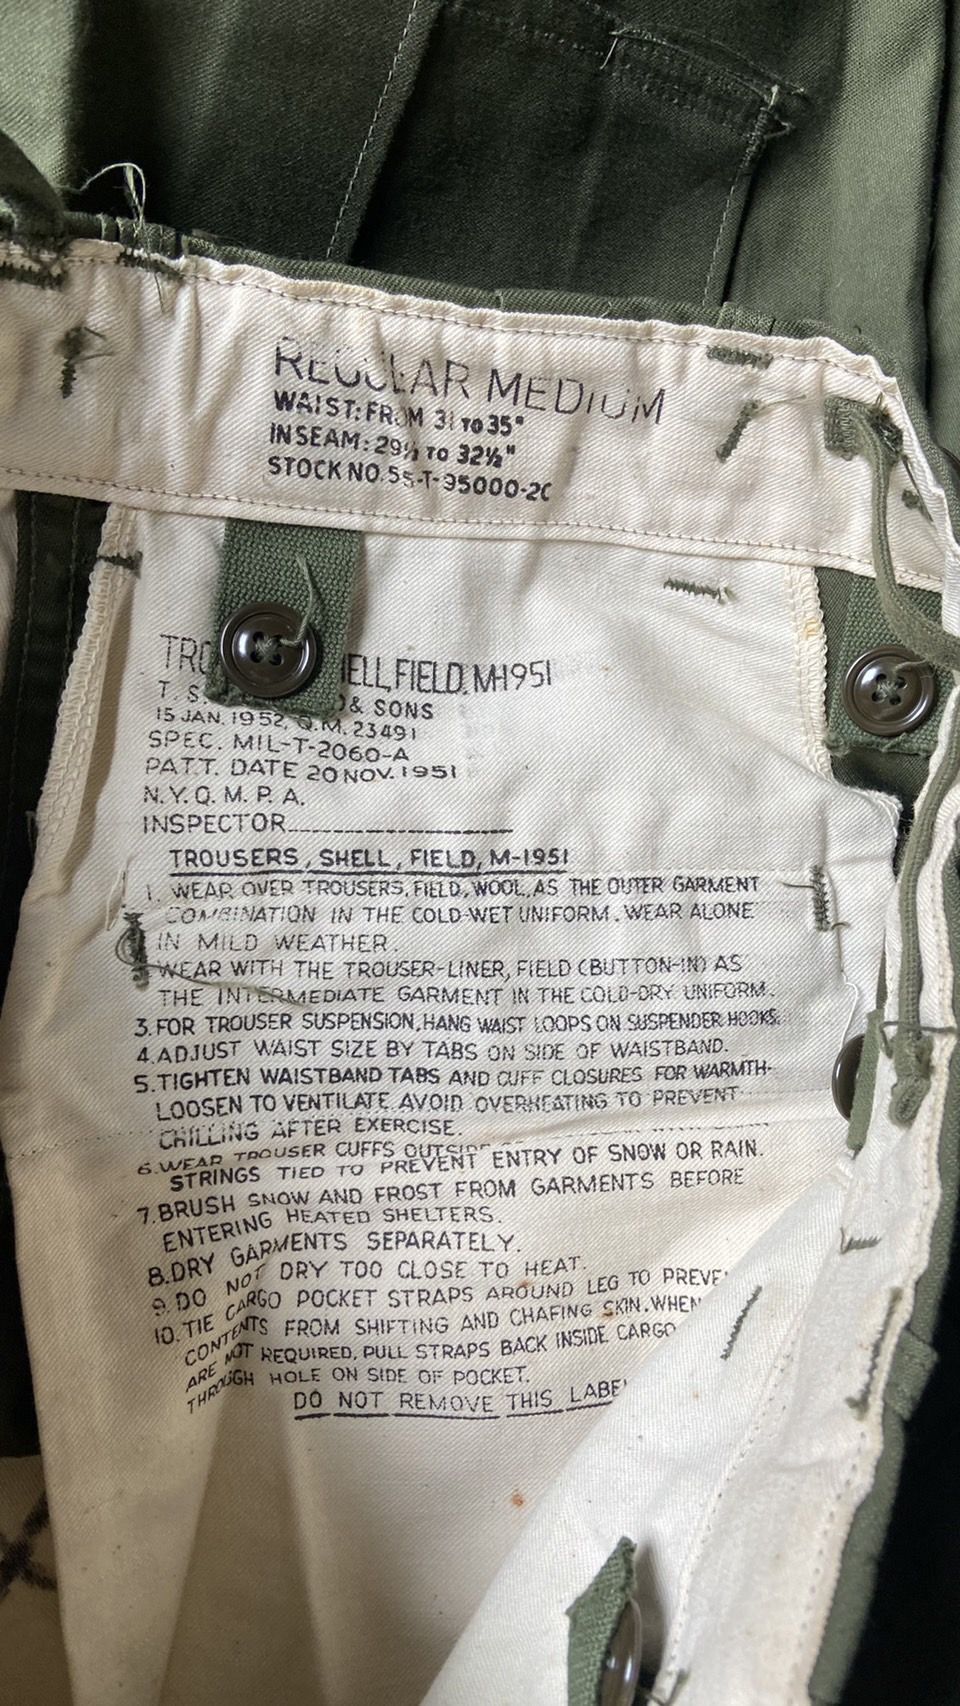 REGULAR MEDIUM
WAIST: FROM 31 TO 35"
INSEAM: 29½ TO 32½"
STOCK NO. 55-T-95000-20
ELL, FIELD, M-1951
T. S. & SONS
15 JAN. 1952, Q.M. 23491
SPEC. MIL-T-2060-A
PATT. DATE 20 NOV. 1951
N.Y.Q.M.P.A.
INSPECTOR
TROUSERS, SHELL, FIELD, M-1951
1. WEAR OVER TROUSERS, FIELD, WOOL, AS THE OUTER GARMENT
COMBINATION IN THE COLD-WET UNIFORM. WEAR ALONE
IN MILD WEATHER.
WEAR WITH THE TROUSER-LINER, FIELD (BUTTON-IN) AS
THE INTERMEDIATE GARMENT IN THE COLD-DRY UNIFORM.
3. FOR TROUSER SUSPENSION, HANG WAIST LOOPS ON SUSPENDER HOOKS.
4. ADJUST WAIST SIZE BY TABS ON SIDE OF WAISTBAND.
5. TIGHTEN WAISTBAND TABS AND CUFF CLOSURES FOR WARMTH-
LOOSEN TO VENTILATE. AVOID OVERHEATING TO PREVENT
CHILLING AFTER EXERCISE.
6. WEAR TROUSER CUFFS OUTSIDE
STRINGS TIED TO PREVENT ENTRY OF SNOW OR RAIN.
7. BRUSH SNOW AND FROST FROM GARMENTS BEFORE
ENTERING HEATED SHELTERS.
8. DRY GARMENTS SEPARATELY.
9. DO NOT DRY TOO CLOSE TO HEAT.
10. TIE CARGO POCKET STRAPS AROUND LEG TO PREVE
CONTENTS FROM SHIFTING AND CHAFING SKIN. WHEN
ARE NOT REQUIRED, PULL STRAPS BACK INSIDE CARGO
THROUGH HOLE ON SIDE OF POCKET.
DO NOT REMOVE THIS LABEL